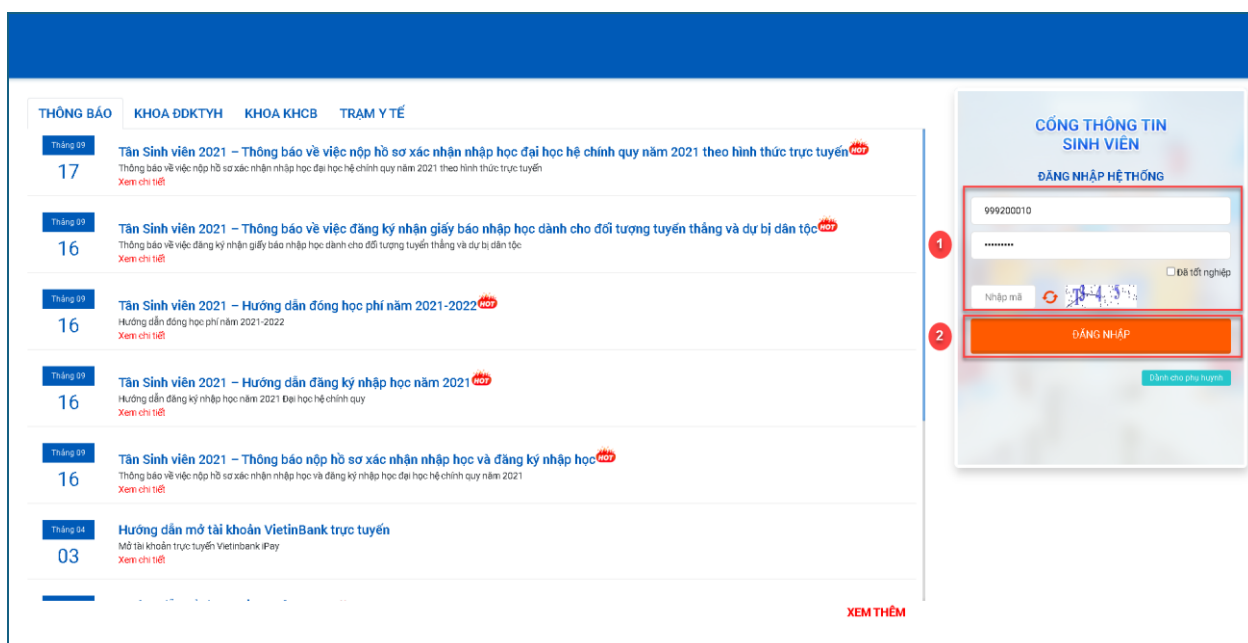 THÔNG BÁO KHOA ĐDKTYH KHOA KHCB TRẠM Y TẾ
Tháng 09
17
Tân Sinh viên 2021 – Thông báo về việc nộp hồ sơ xác nhận nhập học đại học hệ chính quy năm 2021 theo hình thức trực tuyến HOT
Thông báo về việc nộp hồ sơ xác nhận nhập học đại học hệ chính quy năm 2021 theo hình thức trực tuyến
Xem chi tiết
Tháng 09
16
Tân Sinh viên 2021 – Thông báo về việc đăng ký nhận giấy báo nhập học dành cho đối tượng tuyển thẳng và dự bị dân tộc HOT
Thông báo về việc đăng ký nhận giấy báo nhập học dành cho đối tượng tuyển thẳng và dự bị dân tộc
Xem chi tiết
Tháng 09
16
Tân Sinh viên 2021 – Hướng dẫn đóng học phí năm 2021-2022 HOT
Hướng dẫn đóng học phí năm 2021-2022
Xem chi tiết
Tháng 09
16
Tân Sinh viên 2021 – Hướng dẫn đăng ký nhập học năm 2021 HOT
Hướng dẫn đăng ký nhập học năm 2021 Đại học hệ chính quy
Xem chi tiết
Tháng 09
16
Tân Sinh viên 2021 – Thông báo nộp hồ sơ xác nhận nhập học và đăng ký nhập học HOT
Thông báo về việc nộp hồ sơ xác nhận nhập học và đăng ký nhập học đại học hệ chính quy năm 2021
Xem chi tiết
Tháng 04
03
Hướng dẫn mở tài khoản VietinBank trực tuyến
Mở tài khoản trực tuyến Vietinbank iPay
Xem chi tiết
XEM THÊM
CỔNG THÔNG TIN
SINH VIÊN
ĐĂNG NHẬP HỆ THỐNG
1
999200010
Đã tốt nghiệp
Nhập mã
2
ĐĂNG NHẬP
Dành cho phụ huynh